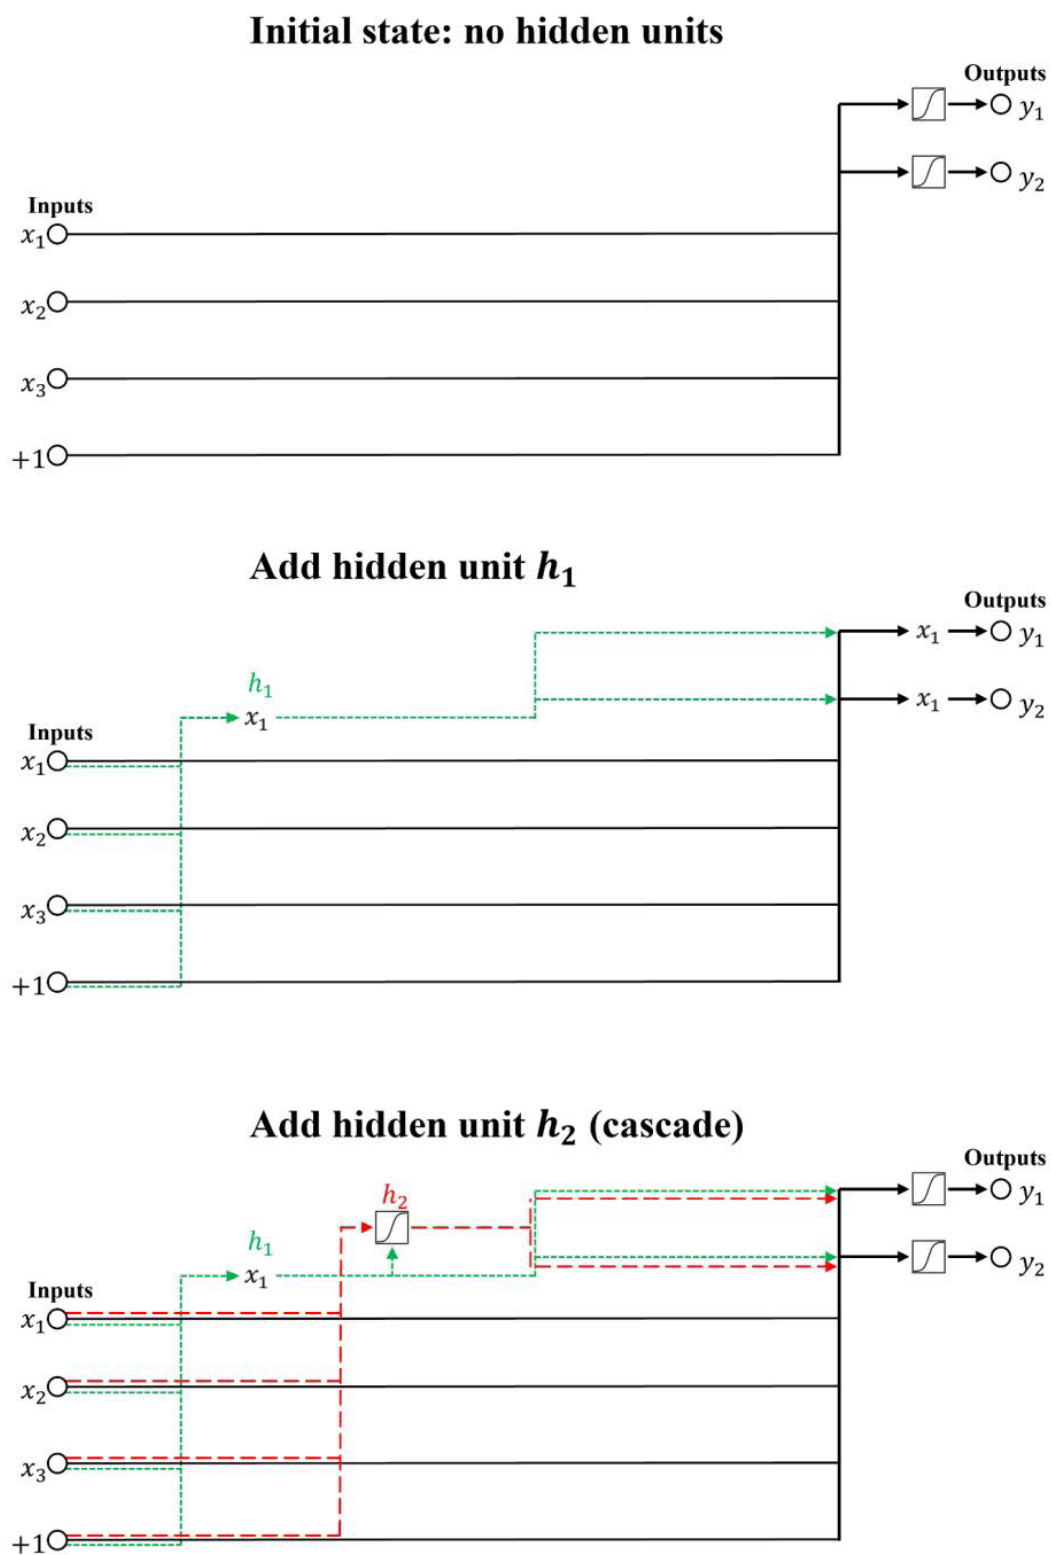 Initial state: no hidden units
Outputs
y₁
y₂
Inputs
x₁
x₂
x₃
+1
Add hidden unit h₁
Outputs
x₁ y₁
h₁
x₁ y₂
x₁
Inputs
x₁
x₂
x₃
+1
Add hidden unit h₂ (cascade)
Outputs
h₂ y₁
h₁
y₂
x₁
Inputs
x₁
x₂
x₃
+1